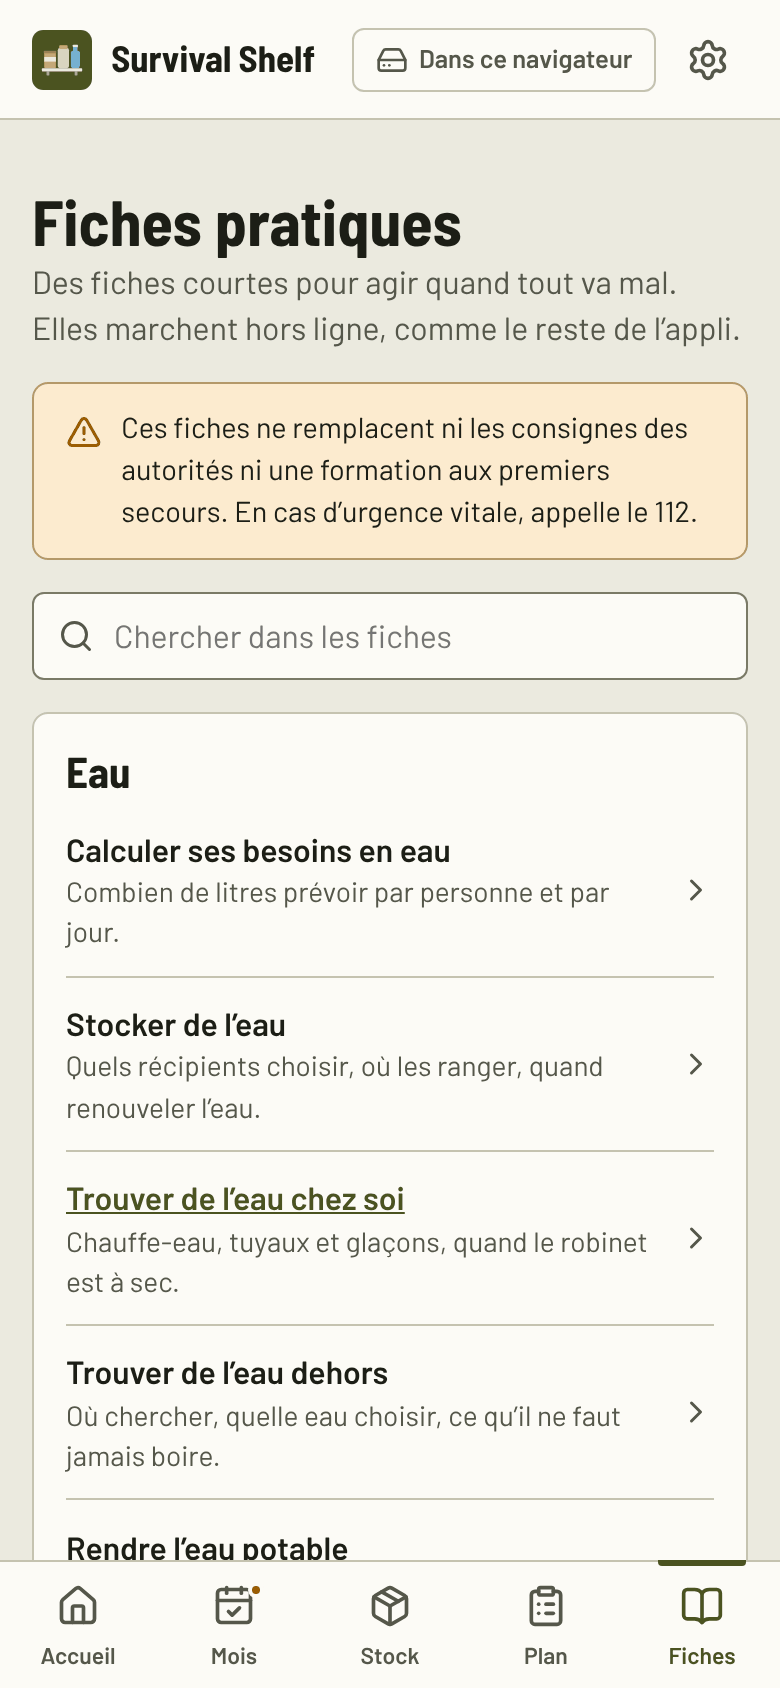 Survival Shelf
Dans ce navigateur
Fiches pratiques
Des fiches courtes pour agir quand tout va mal.
Elles marchent hors ligne, comme le reste de l’appli.
Ces fiches ne remplacent ni les consignes des
autorités ni une formation aux premiers
secours. En cas d’urgence vitale, appelle le 112.
Chercher dans les fiches
Eau
Calculer ses besoins en eau
Combien de litres prévoir par personne et par
jour.
Stocker de l’eau
Quels récipients choisir, où les ranger, quand
renouveler l’eau.
Trouver de l’eau chez soi
Chauffe-eau, tuyaux et glaçons, quand le robinet
est à sec.
Trouver de l’eau dehors
Où chercher, quelle eau choisir, ce qu’il ne faut
jamais boire.
Rendre l’eau potable
Accueil
Mois
Stock
Plan
Fiches